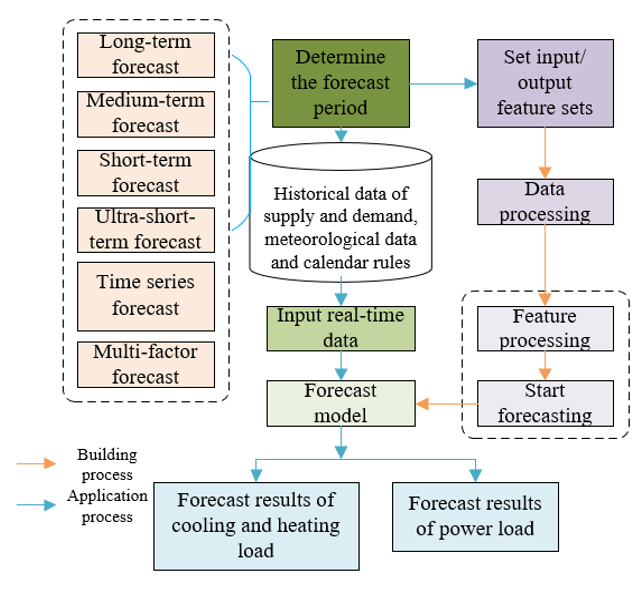 Long-term
forecast
Medium-term
forecast
Short-term
forecast
Ultra-short-
term forecast
Time series
forecast
Multi-factor
forecast
Determine
the forecast
period
Historical data of
supply and demand,
meteorological data
and calendar rules
Input real-time
data
Forecast
model
Set input/
output
feature sets
Data
processing
Feature
processing
Start
forecasting
Building
process
Application
process
Forecast results of
cooling and heating
load
Forecast results
of power load